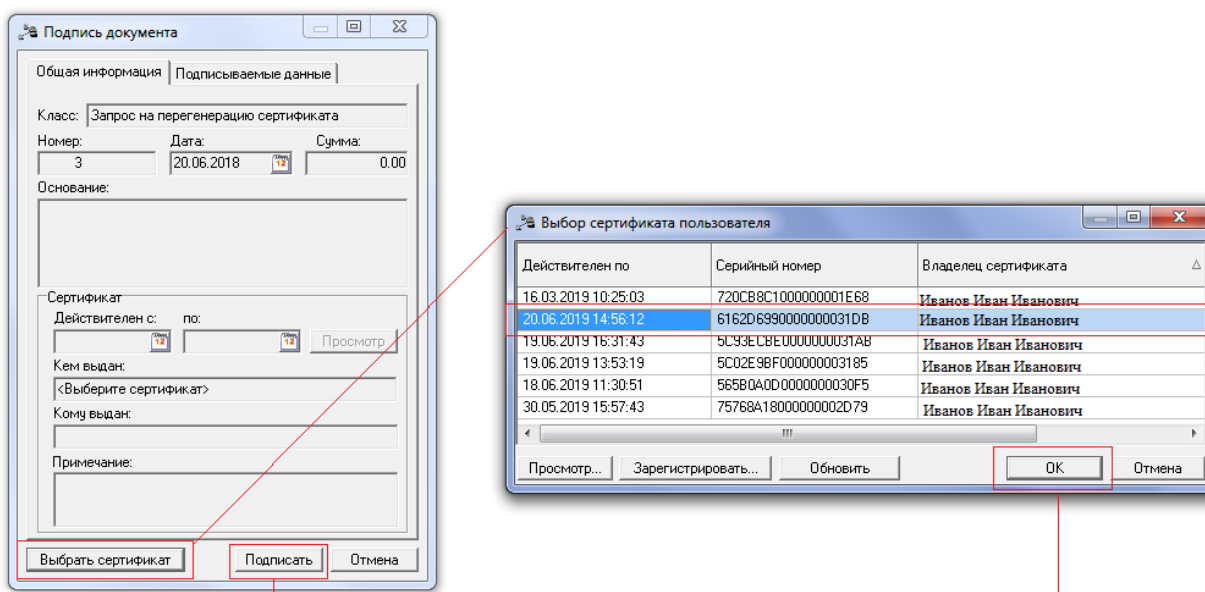 Подпись документа
Общая информация Подписываемые данные
Класс: Запрос на перегенерацию сертификата
Номер: Дата: Сумма:
3 20.06.2018 0.00
Основание:
Сертификат
Действителен с: по:
Просмотр
Кем выдан:
<Выберите сертификат>
Кому выдан:
Примечание:
Выбрать сертификат Подписать Отмена
Выбор сертификата пользователя
Действителен по Серийный номер Владелец сертификата
16.03.2019 10:25:03 720CB8C1000000001E68 Иванов Иван Иванович
20.06.2019 14:56:12 6162D6990000000031DB Иванов Иван Иванович
19.06.2019 16:31:43 5C93ECBE0000000031AB Иванов Иван Иванович
19.06.2019 13:53:19 5C02E9BF000000003185 Иванов Иван Иванович
18.06.2019 11:30:51 565B0A0D0000000030F5 Иванов Иван Иванович
30.05.2019 15:57:43 75768A18000000002D79 Иванов Иван Иванович
Просмотр... Зарегистрировать... Обновить OK Отмена